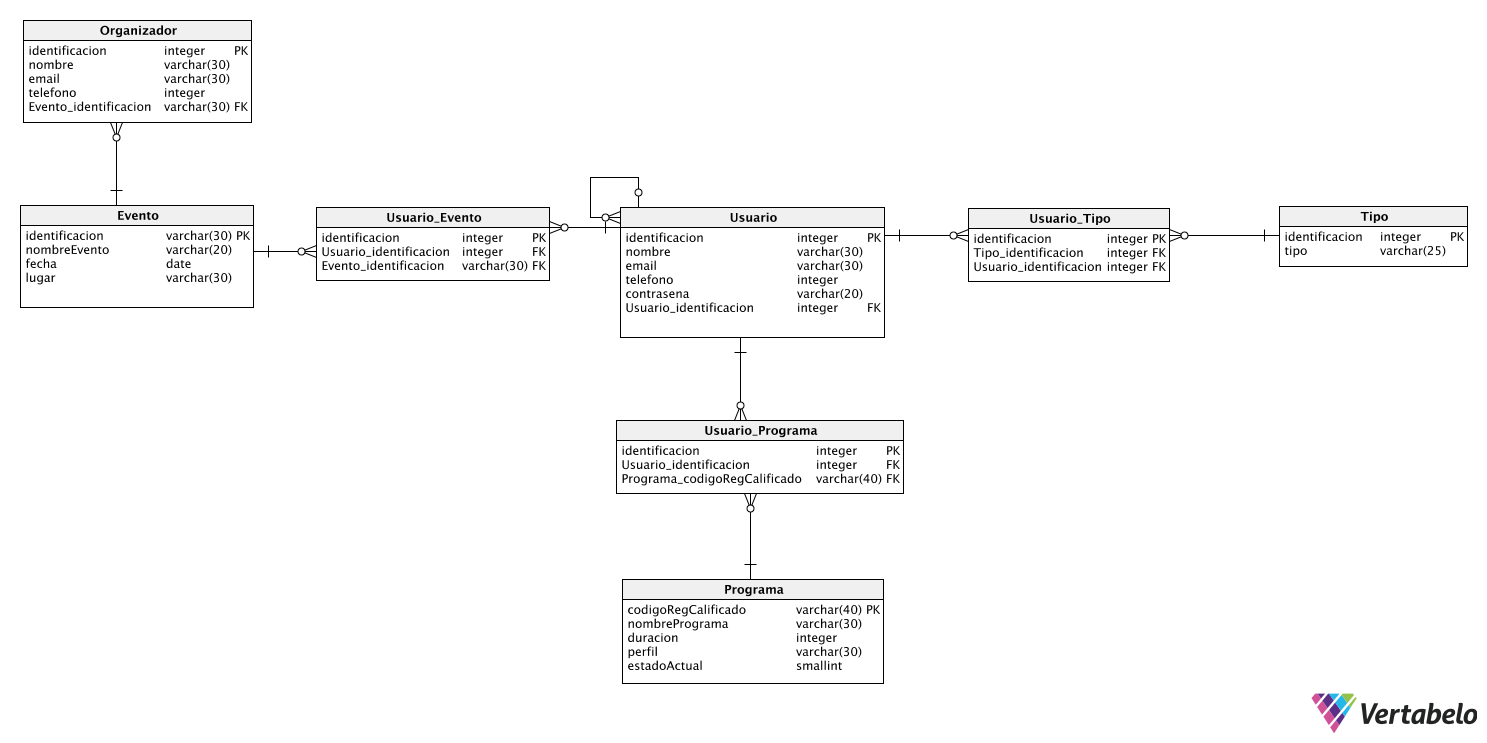 Organizador
identificacion integer PK
nombre varchar(30)
email varchar(30)
telefono integer
Evento_identificacion varchar(30) FK
Evento
identificacion varchar(30) PK
nombreEvento varchar(20)
fecha date
lugar varchar(30)
Usuario_Evento
identificacion integer PK
Usuario_identificacion integer FK
Evento_identificacion varchar(30) FK
Usuario
identificacion integer PK
nombre varchar(30)
email varchar(30)
telefono integer
contrasena varchar(20)
Usuario_identificacion integer FK
Usuario_Tipo
identificacion integer PK
Tipo_identificacion integer FK
Usuario_identificacion integer FK
Tipo
identificacion integer PK
tipo varchar(25)
Usuario_Programa
identificacion integer PK
Usuario_identificacion integer FK
Programa_codigoRegCalificado varchar(40) FK
Programa
codigoRegCalificado varchar(40) PK
nombrePrograma varchar(30)
duracion integer
perfil varchar(30)
estadoActual smallint
Vertabelo